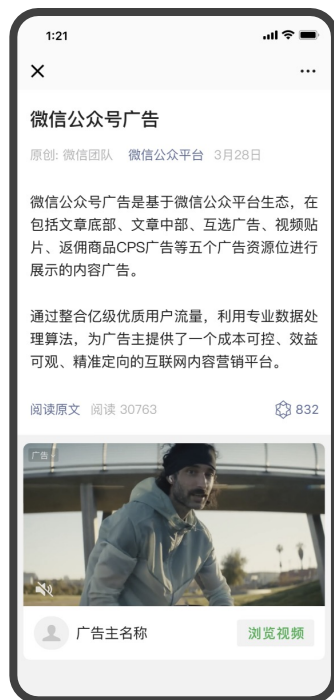 1:21
微信公众号广告
原创: 微信团队 微信公众平台 3月28日
微信公众号广告是基于微信公众平台生态，在
包括文章底部、文章中部、互选广告、视频贴
片、返佣商品CPS广告等五个广告资源位进行
展示的内容广告。
通过整合亿级优质用户流量，利用专业数据处
理算法，为广告主提供了一个成本可控、效益
可观、精准定向的互联网内容营销平台。
阅读原文 阅读 30763 832
广告
广告主名称 浏览视频